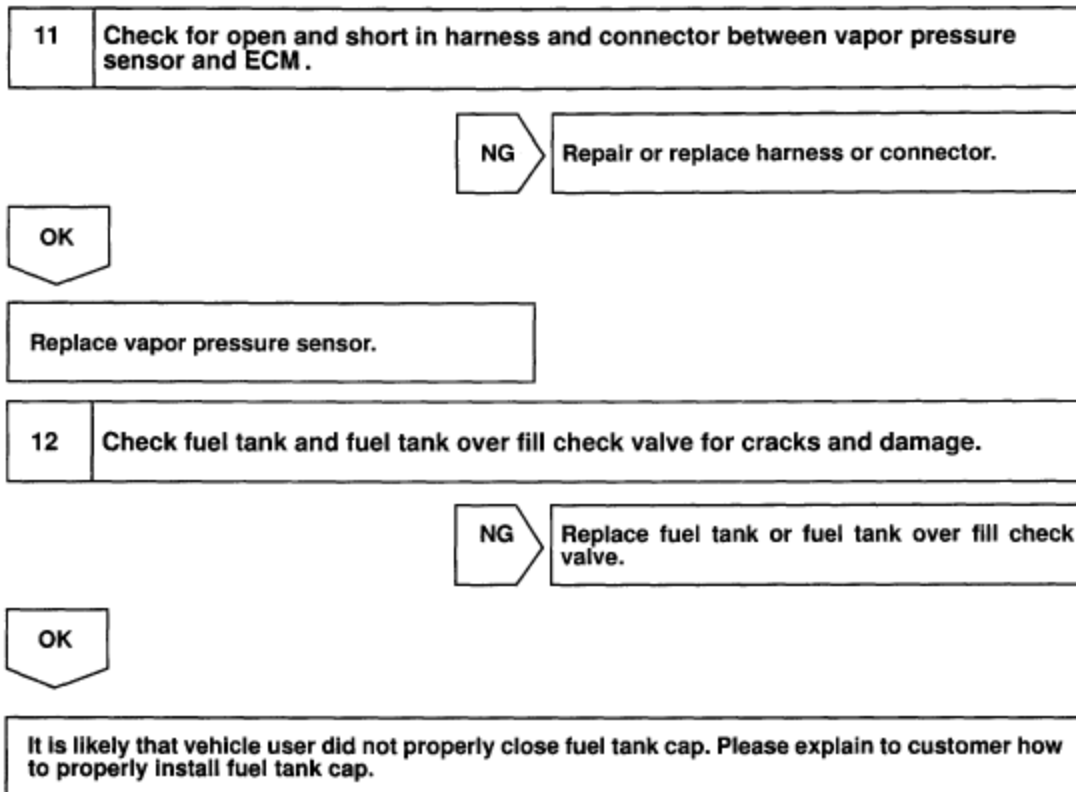 11
Check for open and short in harness and connector between vapor pressure
sensor and ECM .
NG
Repair or replace harness or connector.
OK
Replace vapor pressure sensor.
12
Check fuel tank and fuel tank over fill check valve for cracks and damage.
NG
Replace fuel tank or fuel tank over fill check
valve.
OK
It is likely that vehicle user did not properly close fuel tank cap. Please explain to customer how
to properly install fuel tank cap.